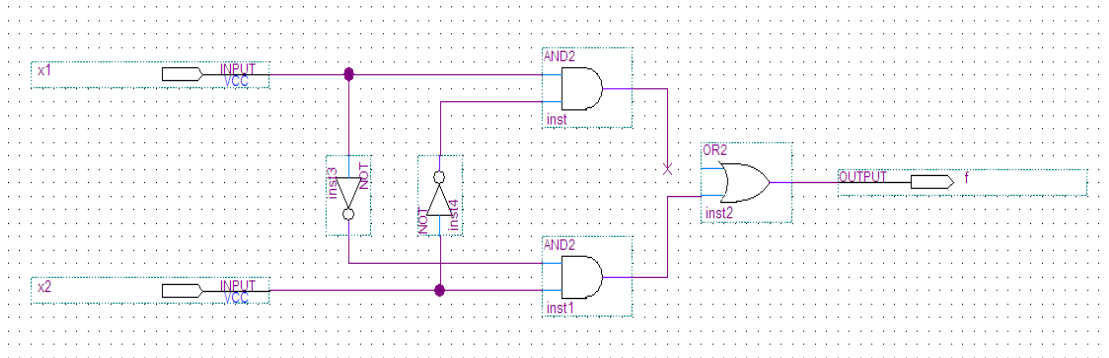 AND2
x1
INPUT
VCC
inst
OR2
inst3
NOT
NOT
inst4
OUTPUT
f
inst2
AND2
x2
INPUT
VCC
inst1